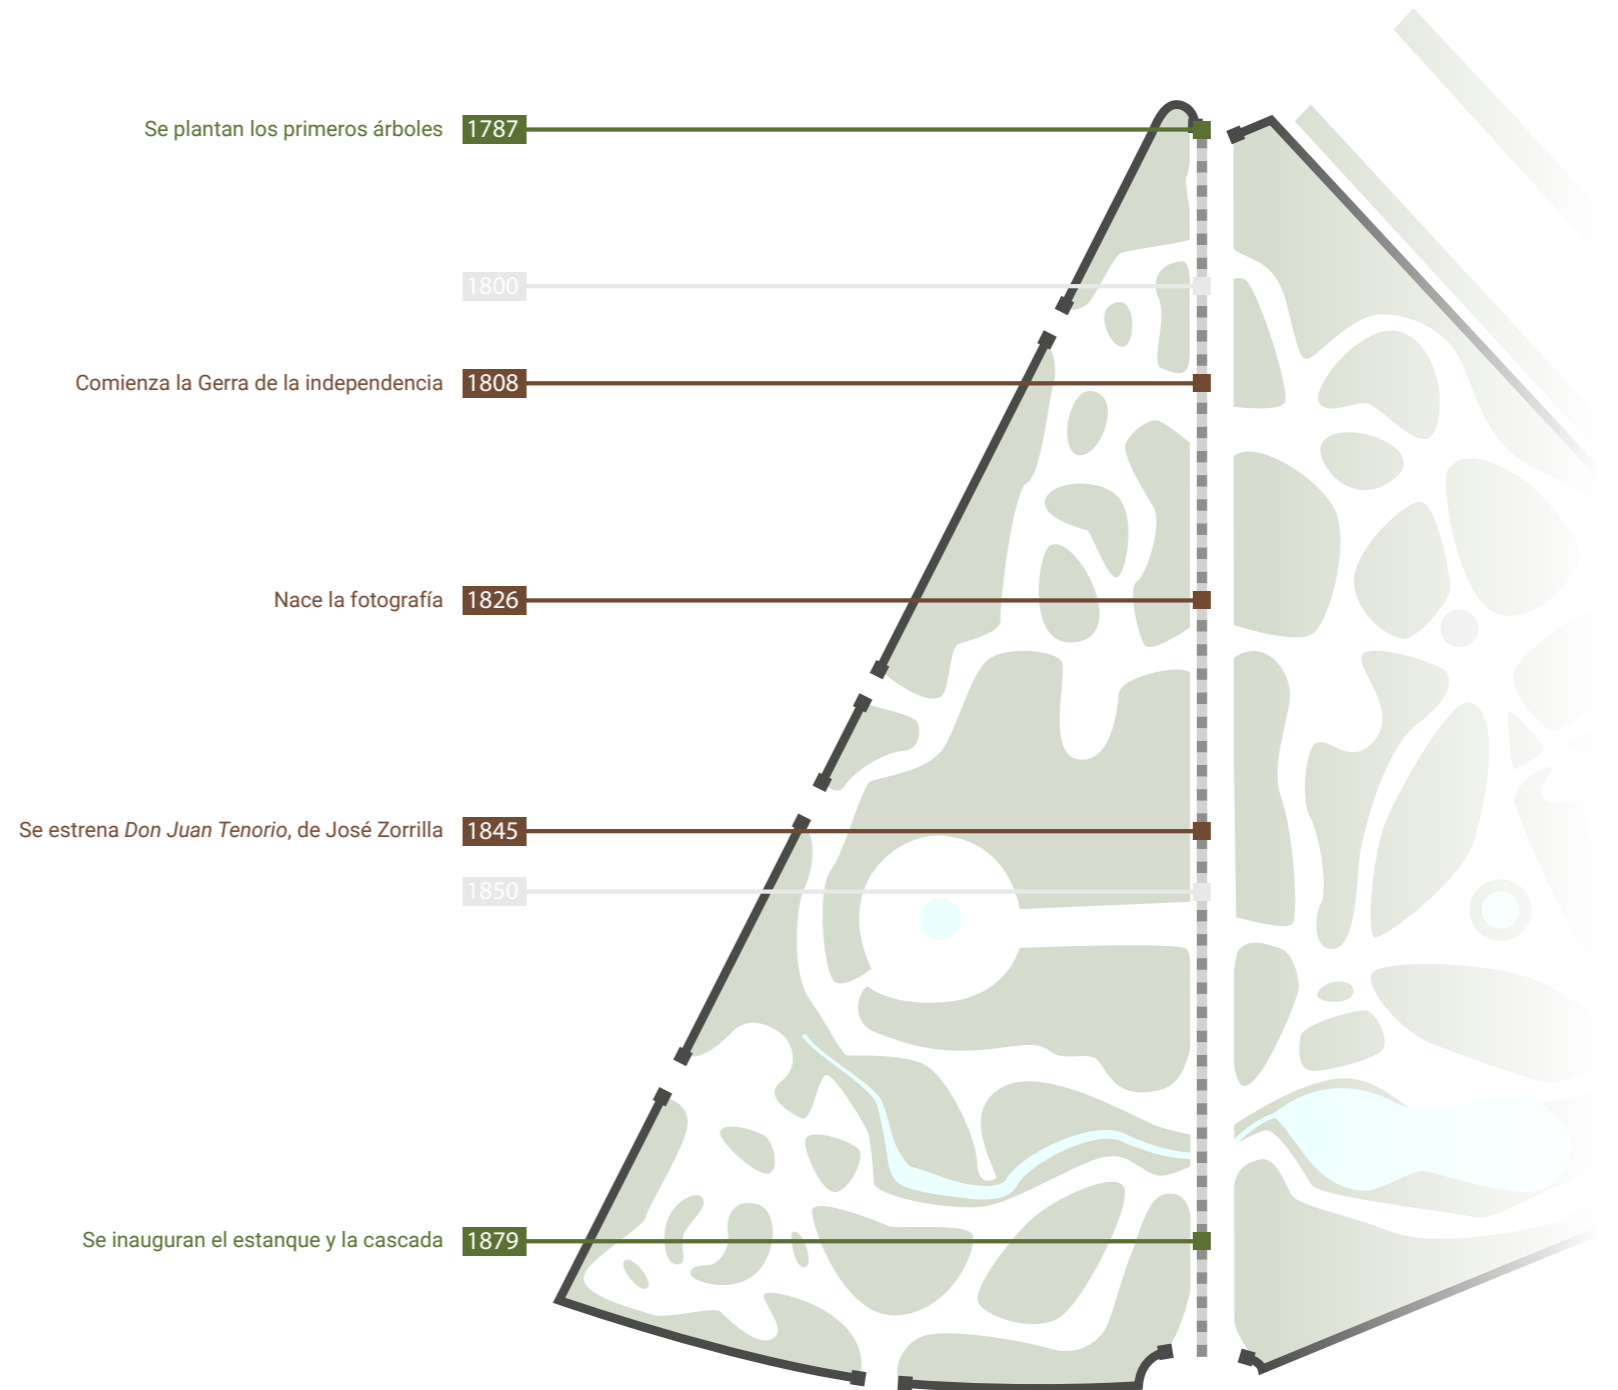 Se plantan los primeros árboles 1787
1800
Comienza la Gerra de la independencia 1808
Nace la fotografía 1826
Se estrena Don Juan Tenorio, de José Zorrilla 1845
1850
Se inauguran el estanque y la cascada 1879